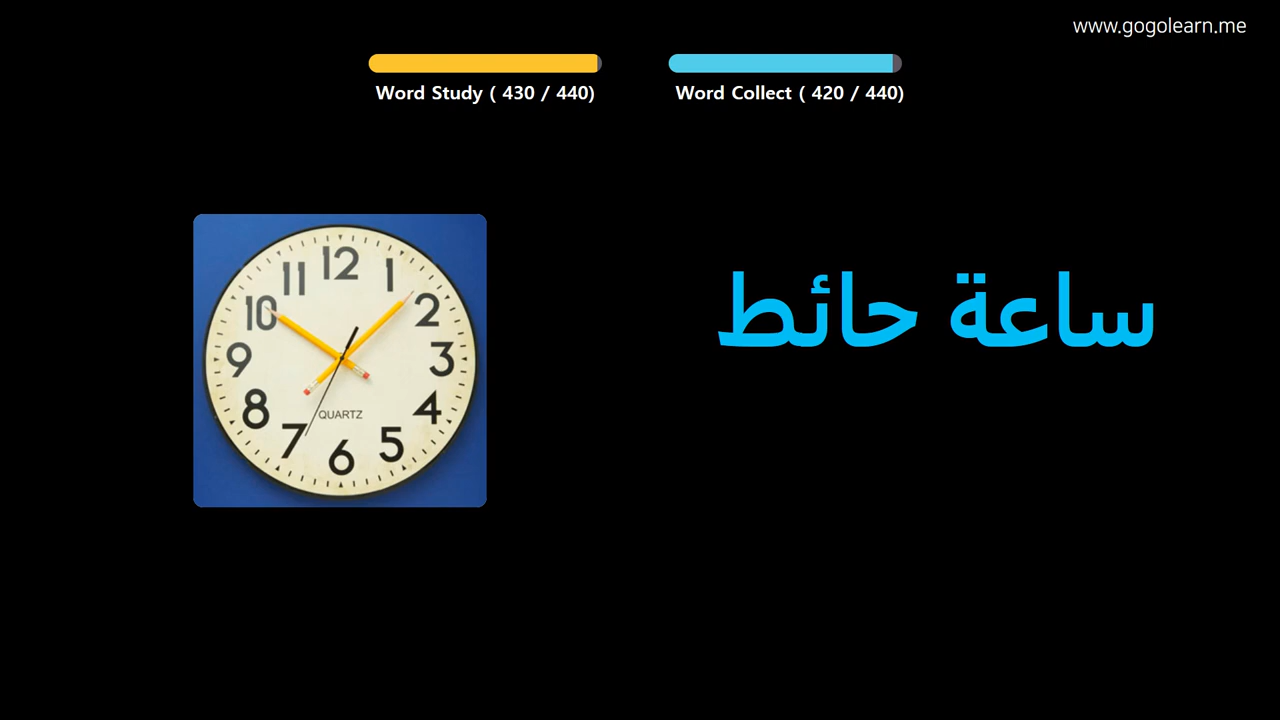 www.gogolearn.me
Word Study ( 430 / 440)
Word Collect ( 420 / 440)
12
11
1
10
2
9
3
8
4
7
5
6
QUARTZ
ساعة حائط